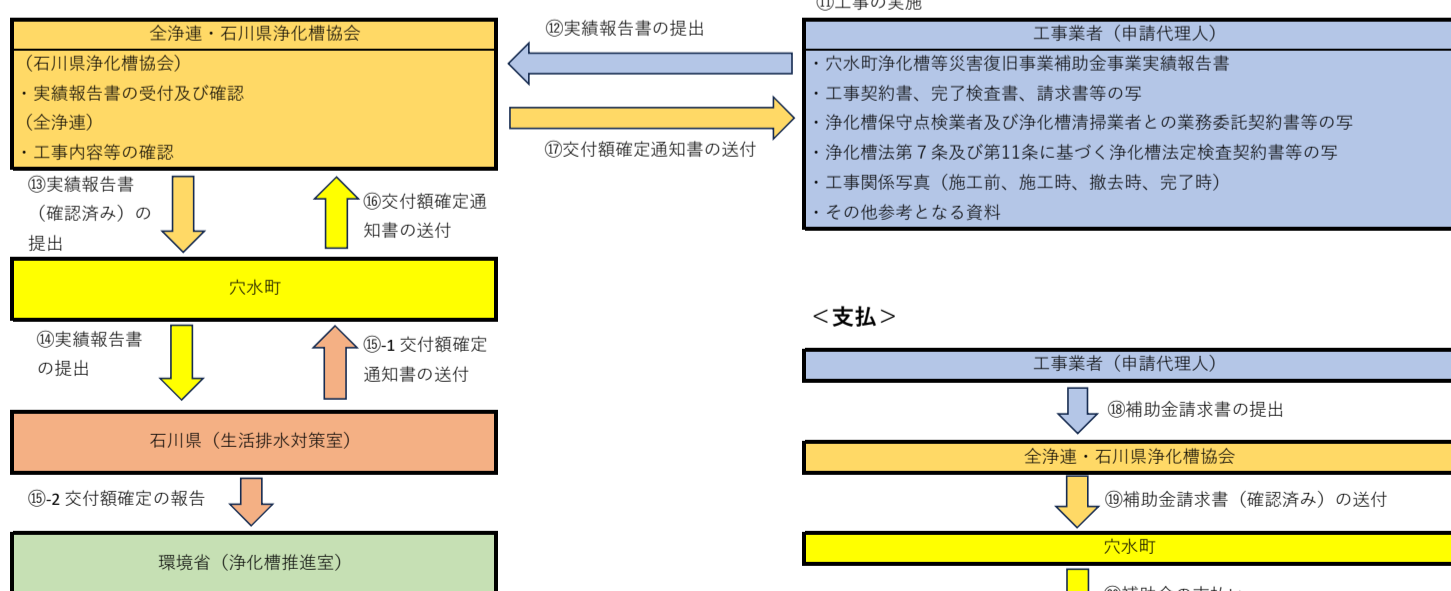 ⑪工事の実施
全浄連・石川県浄化槽協会
(石川県浄化槽協会)
・実績報告書の受付及び確認
(全浄連)
・工事内容等の確認
⑫実績報告書の提出
⑰交付額確定通知書の送付
工事業者（申請代理人）
・穴水町浄化槽等災害復旧事業補助金事業実績報告書
・工事契約書、完了検査書、請求書等の写
・浄化槽保守点検業者及び浄化槽清掃業者との業務委託契約書等の写
・浄化槽法第７条及び第11条に基づく浄化槽法定検査契約書等の写
・工事関係写真（施工前、施工時、撤去時、完了時）
・その他参考となる資料
⑬実績報告書
（確認済み）の
提出
⑯交付額確定通
知書の送付
穴水町
⑭実績報告書
の提出
⑮-1 交付額確定
通知書の送付
石川県（生活排水対策室）
⑮-2 交付額確定の報告
環境省（浄化槽推進室）
＜支払＞
工事業者（申請代理人）
⑱補助金請求書の提出
全浄連・石川県浄化槽協会
⑲補助金請求書（確認済み）の送付
穴水町